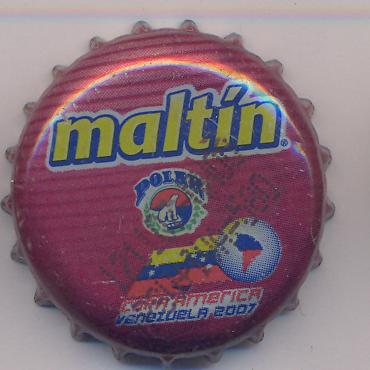 maltín®
POLAR
COPA AMERICA
VENEZUELA 2007